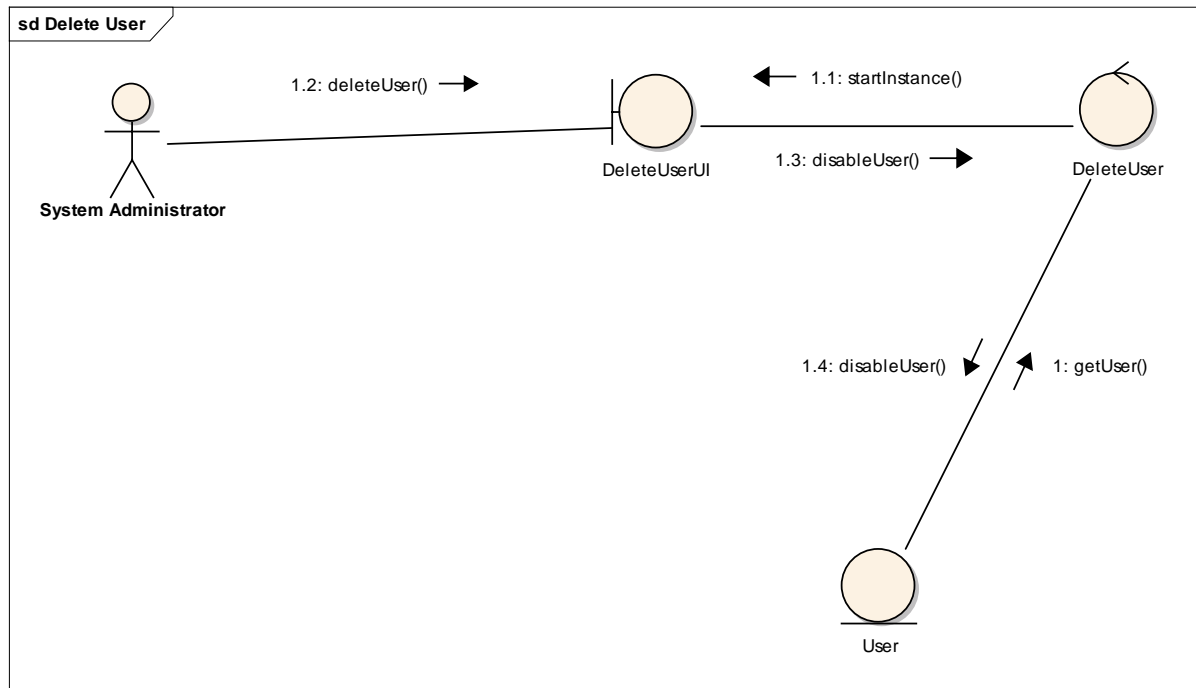 sd Delete User
1.2: deleteUser()
1.1: startInstance()
DeleteUserUI
1.3: disableUser()
DeleteUser
System Administrator
1.4: disableUser()
1: getUser()
User